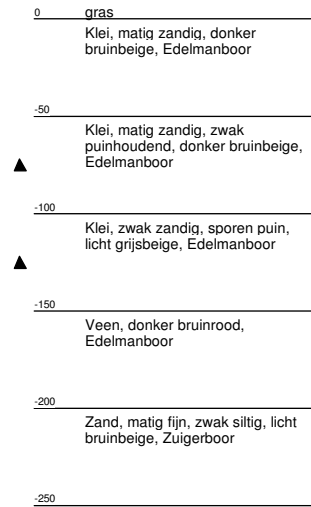 0 gras
Klei, matig zandig, donker
bruinbeige, Edelmanboor
-50
Klei, matig zandig, zwak
puinhoudend, donker bruinbeige,
Edelmanboor
-100
Klei, zwak zandig, sporen puin,
licht grijsbeige, Edelmanboor
-150
Veen, donker bruinrood,
Edelmanboor
-200
Zand, matig fijn, zwak siltig, licht
bruinbeige, Zuigerboor
-250